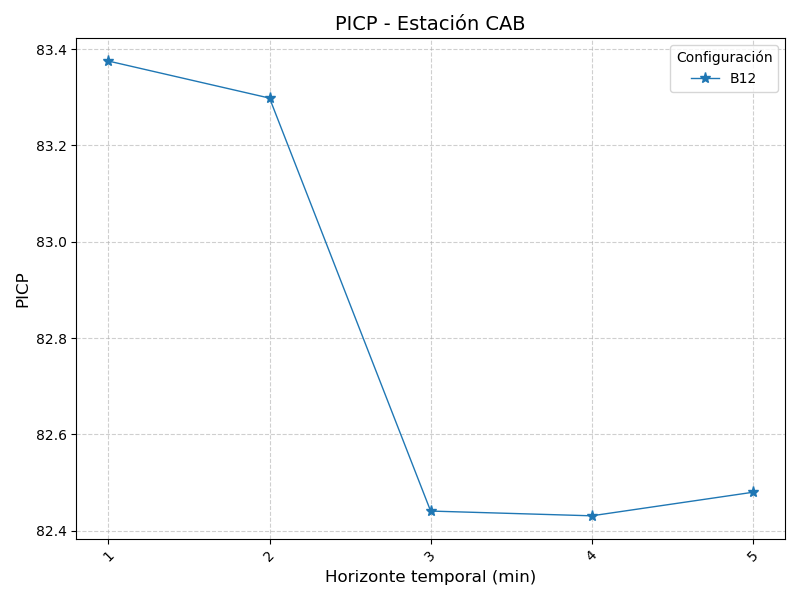 PICP - Estación CAB
Configuración
B12
83.4
83.2
83.0
82.8
82.6
82.4
PICP
1
2
3
4
5
Horizonte temporal (min)